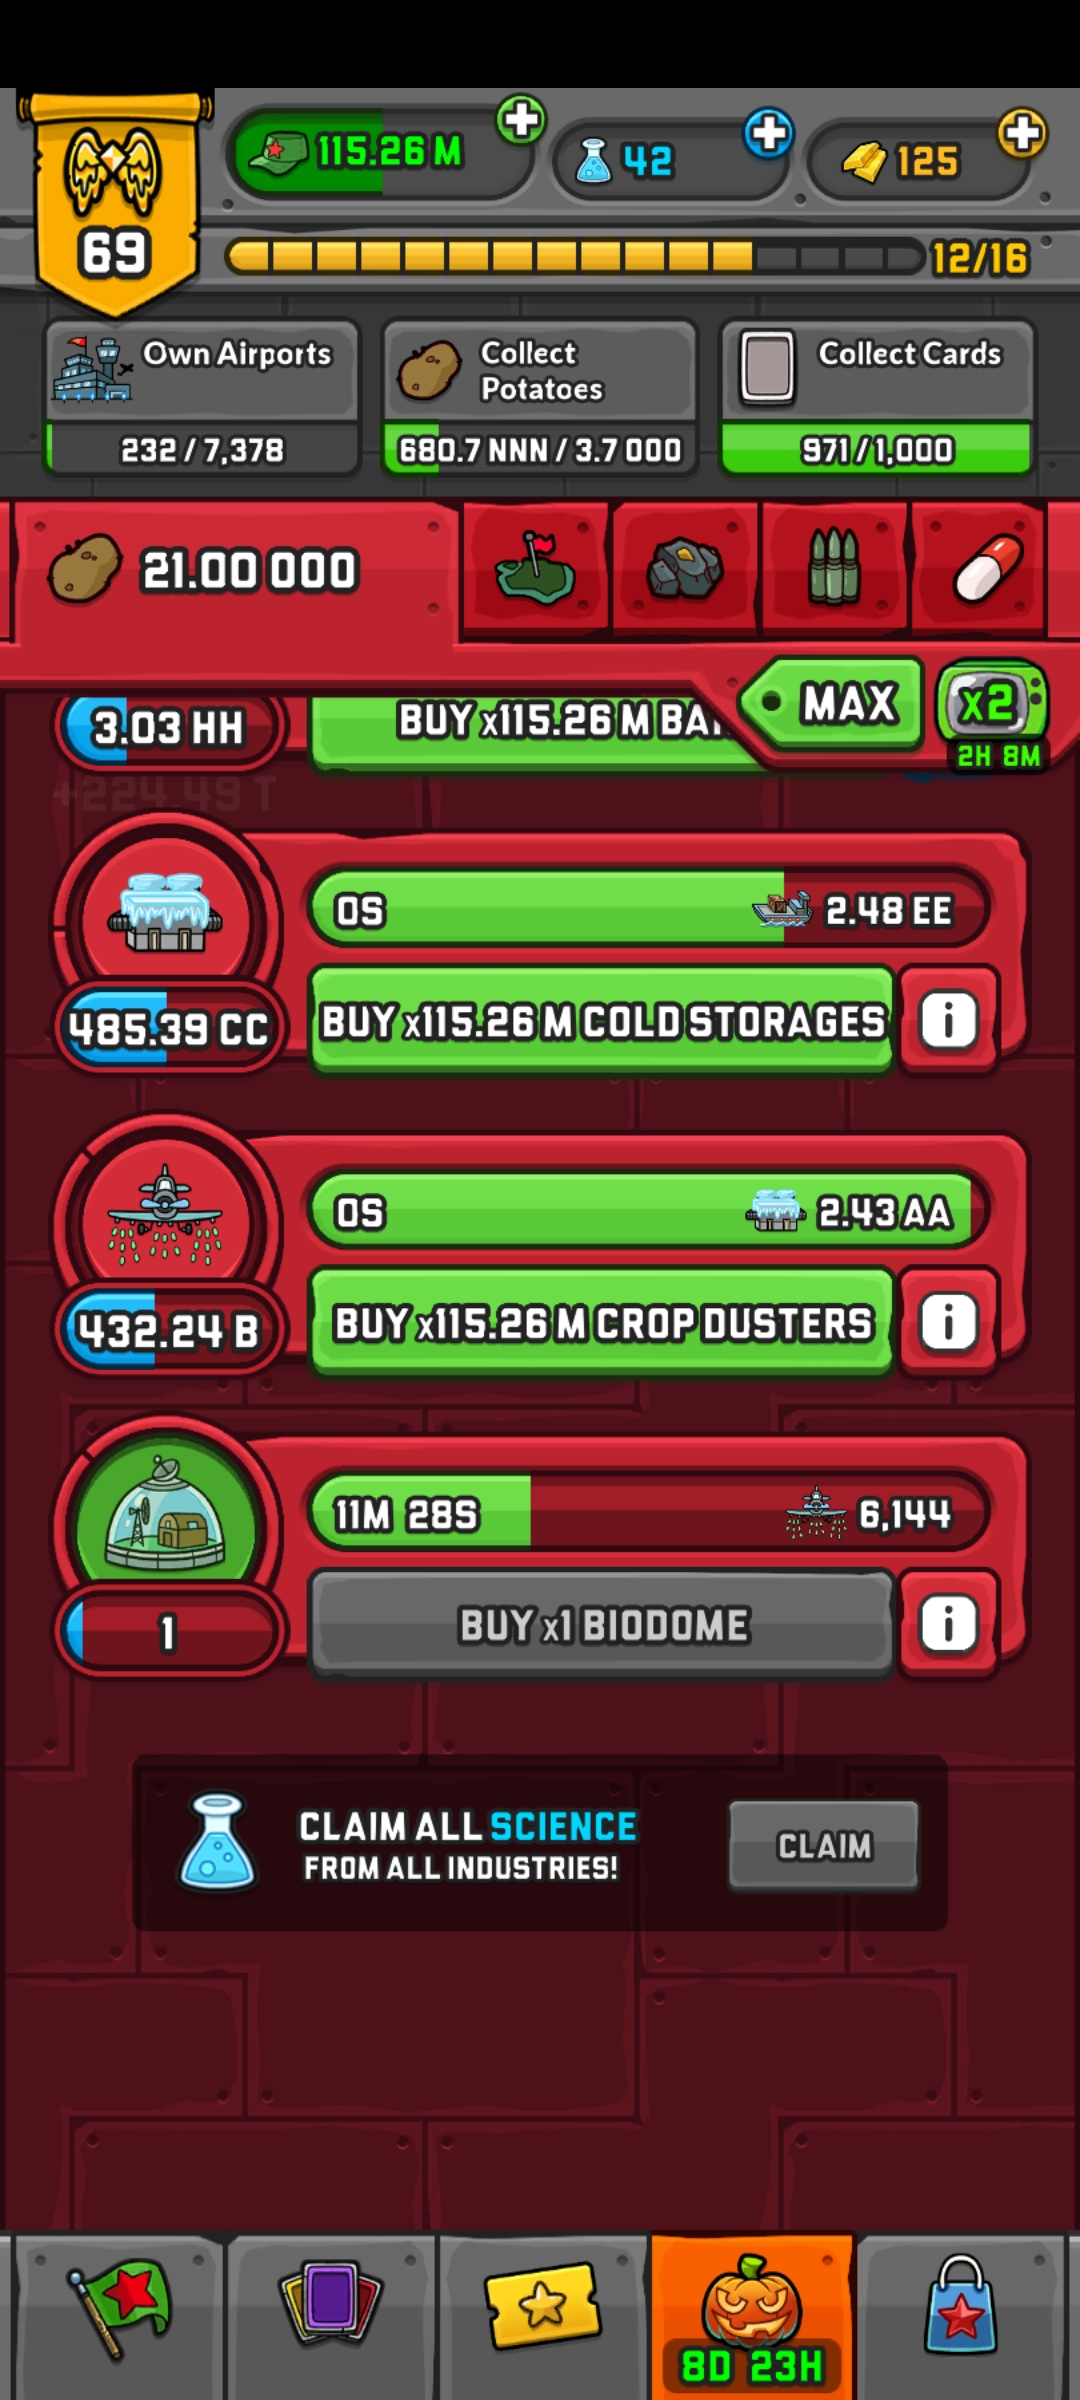 115.26 M
42
125
69
12/16
Own Airports
232 / 7,378
Collect
Potatoes
680.7 NNN / 3.7 OOO
Collect Cards
971 / 1,000
21.00 OOO
MAX
x2
2H 8M
3.03 HH
BUY x115.26 M BA
+224.49 T
0S
2.48 EE
485.39 CC
BUY x115.26 M COLD STORAGES
i
0S
2.43 AA
432.24 B
BUY x115.26 M CROP DUSTERS
i
11M 28S
6,144
1
BUY x1 BIODOME
i
CLAIM ALL SCIENCE
FROM ALL INDUSTRIES!
CLAIM
8D 23H